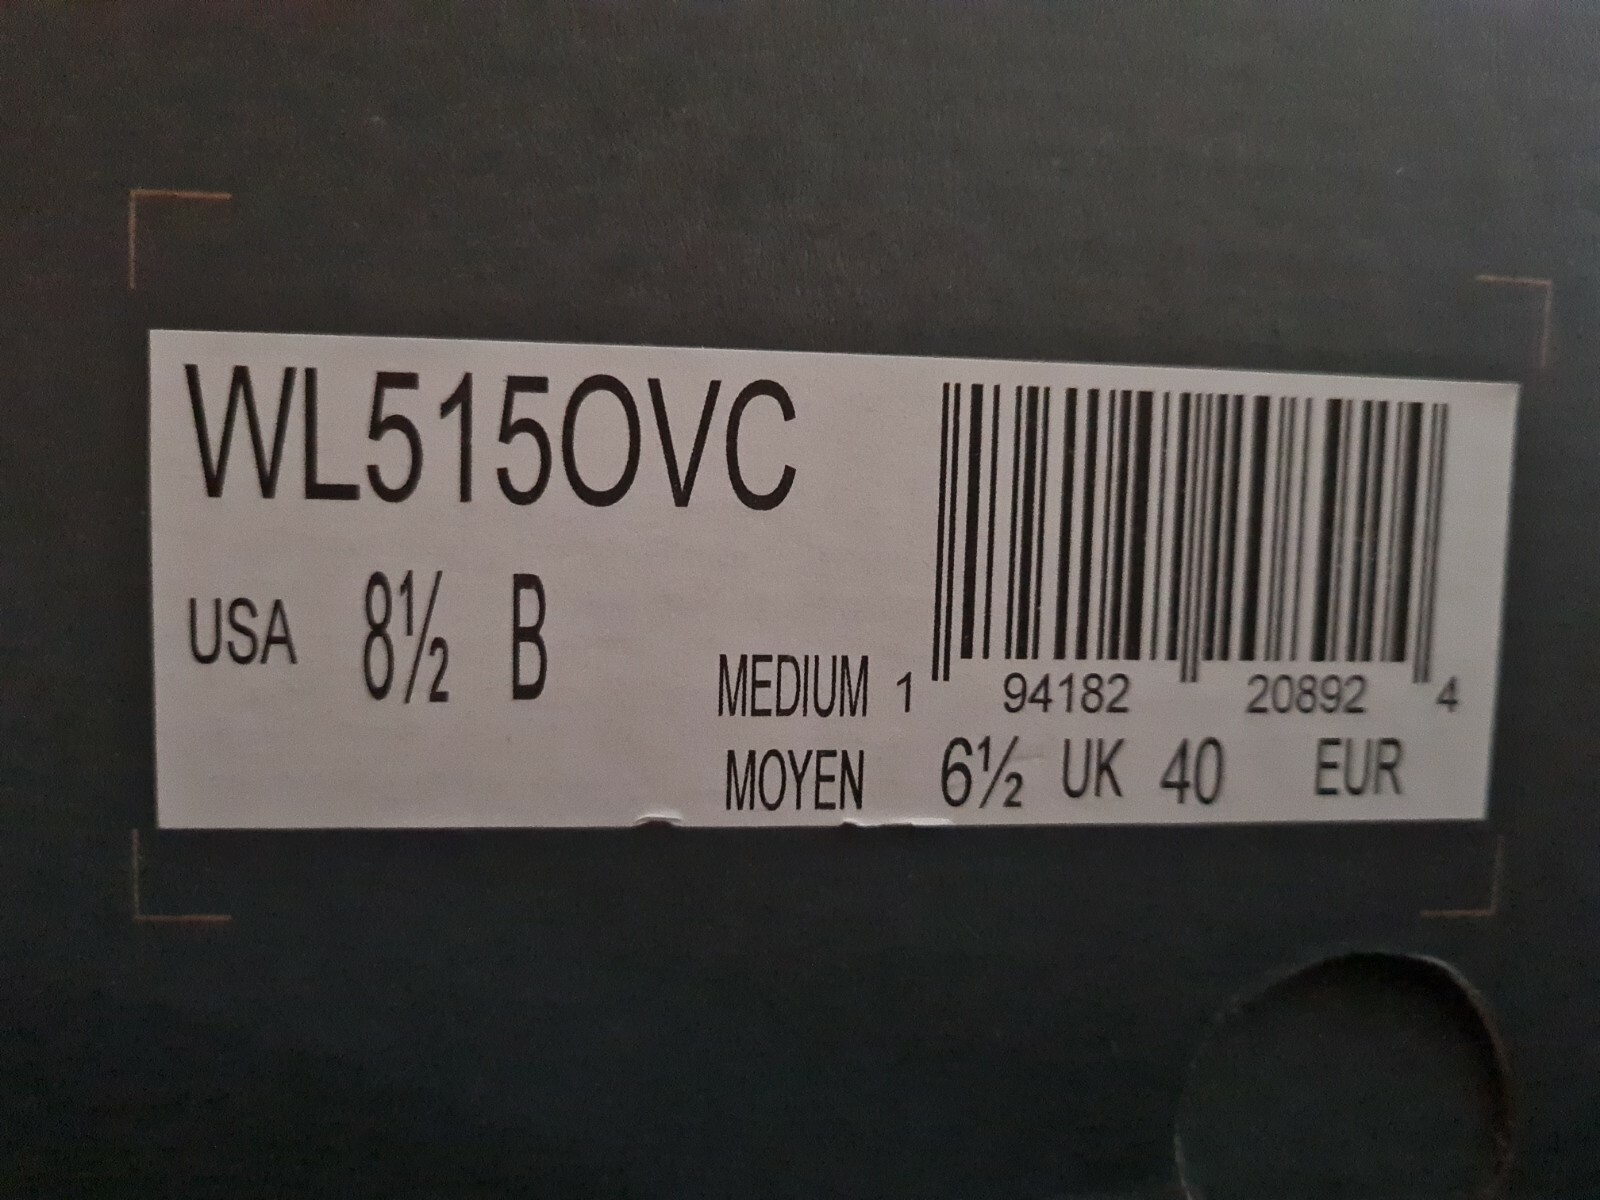 WL515OVC
USA 8½ B
MEDIUM 1 94182 20892 4
MOYEN 6½ UK 40 EUR